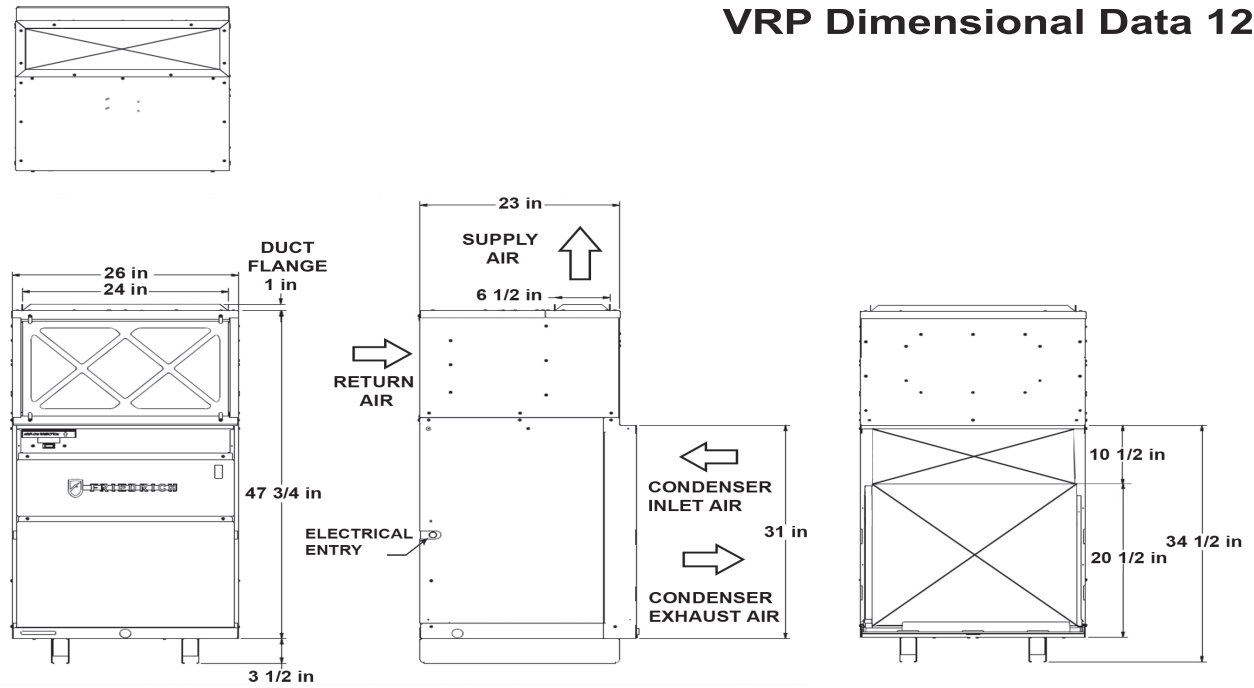 VRP Dimensional Data 12
23 in
SUPPLY
AIR
6 1/2 in
DUCT
FLANGE
1 in
26 in
24 in
RETURN
AIR
FRIEDRICH
47 3/4 in
3 1/2 in
ELECTRICAL
ENTRY
CONDENSER
INLET AIR
31 in
CONDENSER
EXHAUST AIR
10 1/2 in
20 1/2 in
34 1/2 in